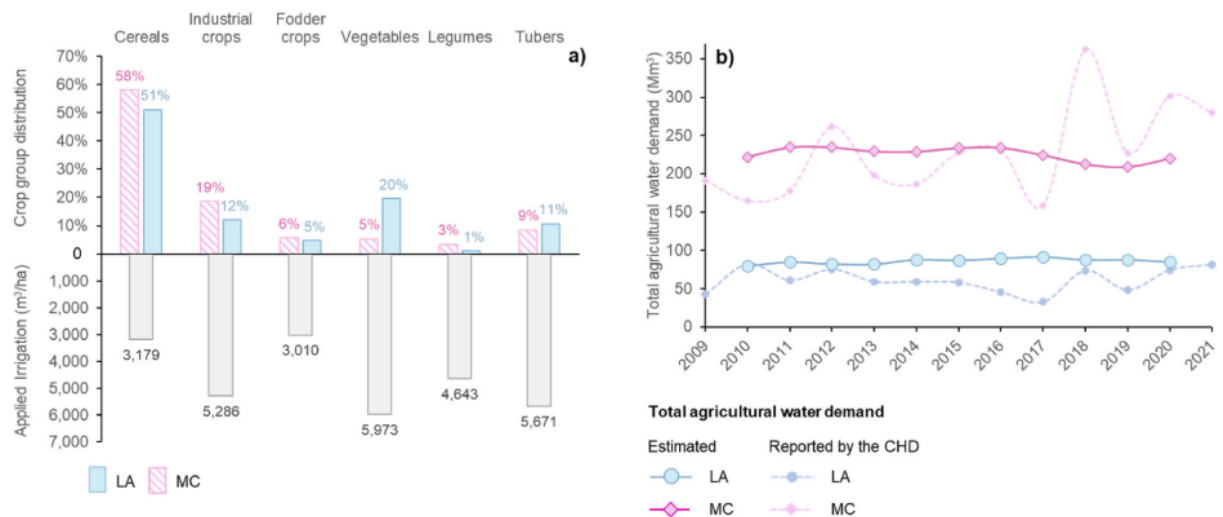 Cereals
Industrial
crops
Fodder
crops
Vegetables
Legumes
Tubers
a)
Crop group distribution
70%
60%
50%
40%
30%
20%
10%
0
58%
51%
19%
12%
6%
5%
5%
20%
3%
1%
9%
11%
Applied Irrigation (m³/ha)
1,000
2,000
3,000
4,000
5,000
6,000
7,000
3,179
5,286
3,010
5,973
4,643
5,671
LA
MC
b)
Total agricultural water demand (Mm³)
350
300
250
200
150
100
50
0
2009
2010
2011
2012
2013
2014
2015
2016
2017
2018
2019
2020
2021
Total agricultural water demand
Estimated
Reported by the CHD
LA
LA
MC
MC